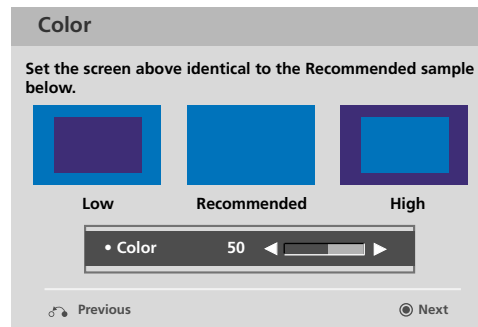 Color
Set the screen above identical to the Recommended sample
below.
Low Recommended High
• Color 50 ◀ ▶
Previous ◉ Next